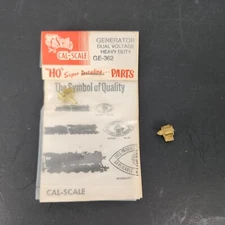 GENERATOR
DUAL VOLTAGE
HEAVY DUTY
GE-362
CAL-SCALE
"HO" Super Detailing PARTS
The Symbol of Quality
CAL-SCALE